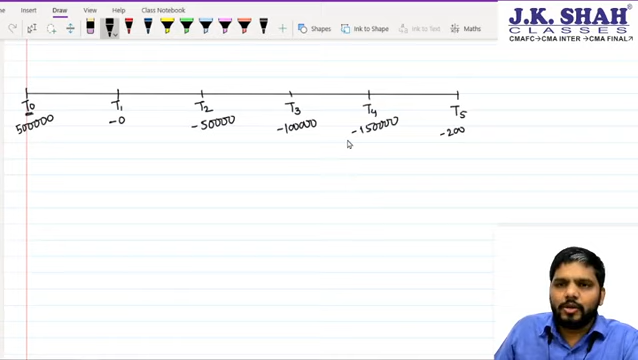 Home Insert Draw View Help Class Notebook
Shapes Ink to Shape Ink to Text Maths
J.K. SHAH®
CLASSES
CMAFC→CMA INTER →CMA FINAL
T0 T1 T2 T3 T4 T5
500000 -0 -50000 -100000 -150000 -200